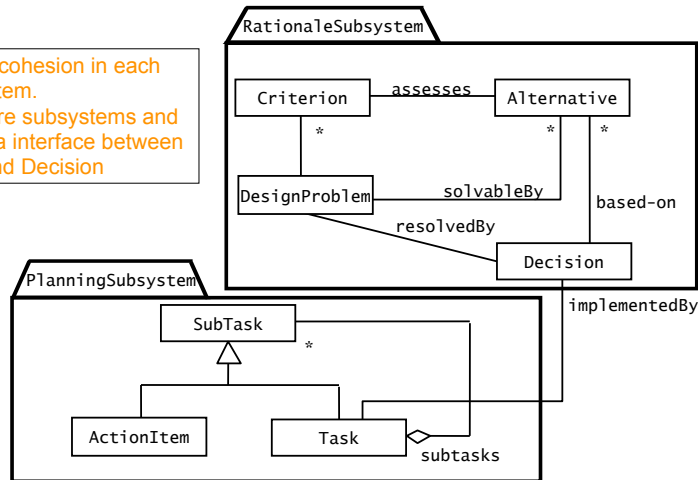 RationaleSubsystem
cohesion in each
tem.
re subsystems and
a interface between
nd Decision
Criterion
assesses
Alternative
*
*
*
DesignProblem
solvableBy
based-on
resolvedBy
Decision
PlanningSubsystem
implementedBy
SubTask
*
ActionItem
Task
subtasks